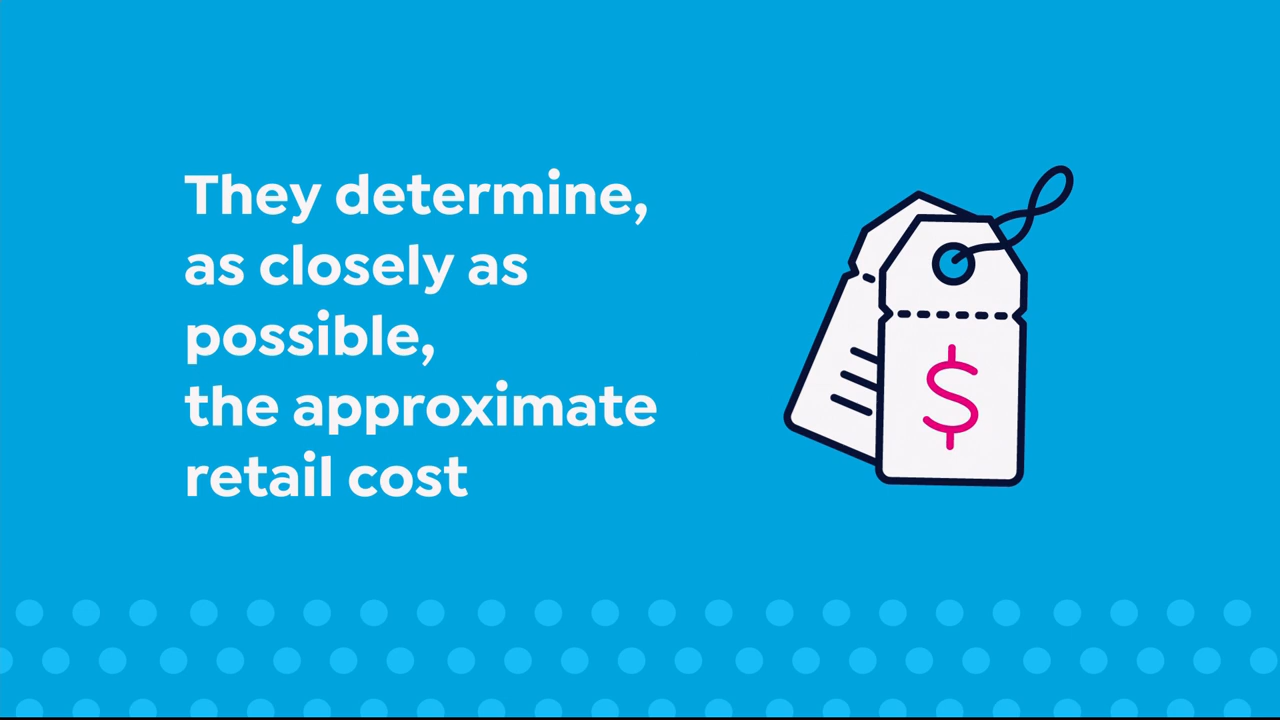 They determine,
as closely as
possible,
the approximate
retail cost
$